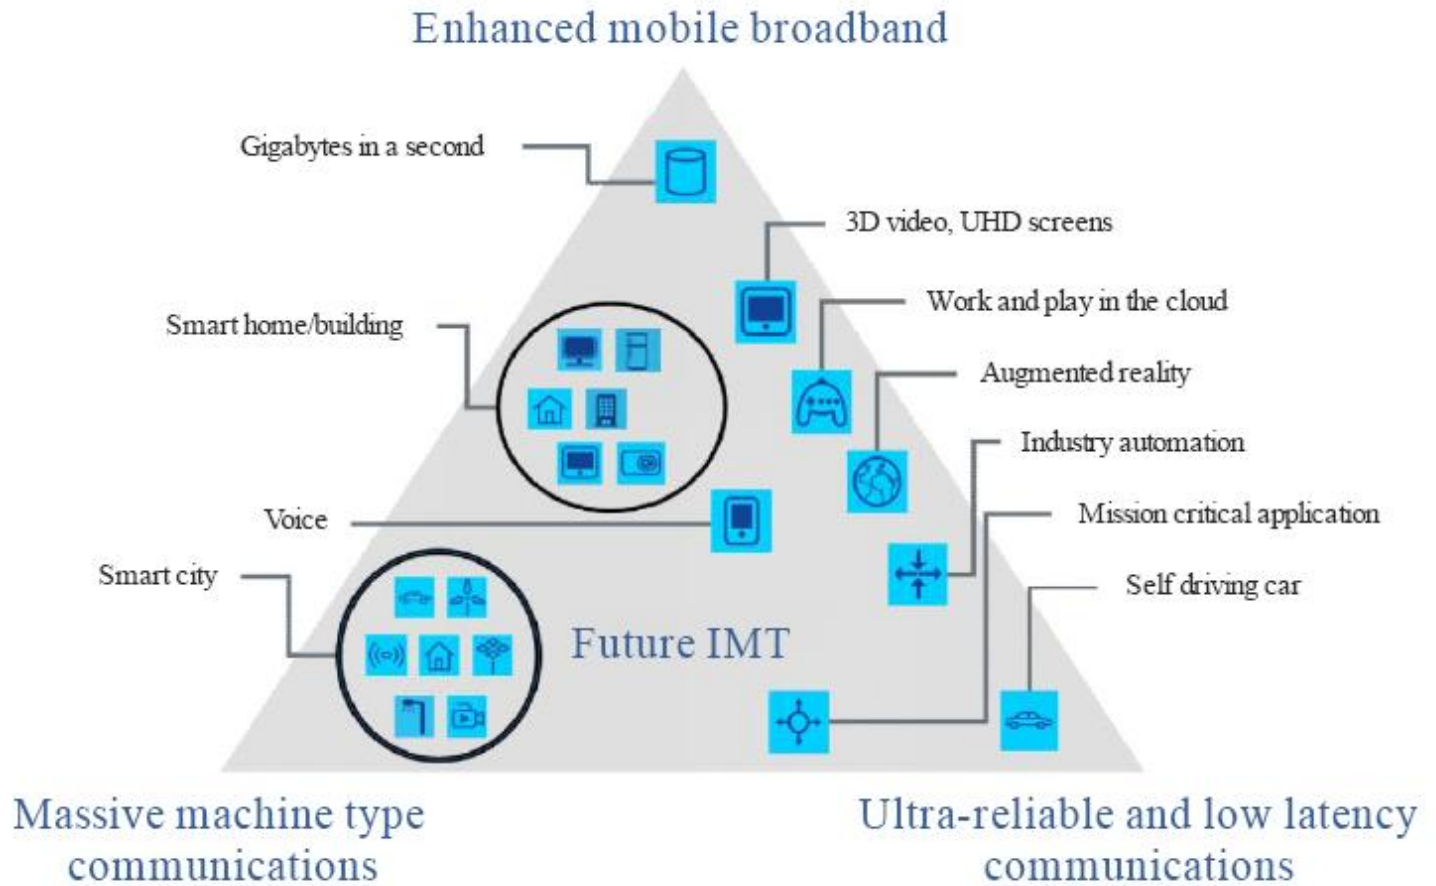 Enhanced mobile broadband
Gigabytes in a second
3D video, UHD screens
Work and play in the cloud
Smart home/building
Augmented reality
Industry automation
Voice
Mission critical application
Smart city
Self driving car
Future IMT
Massive machine type
communications
Ultra-reliable and low latency
communications